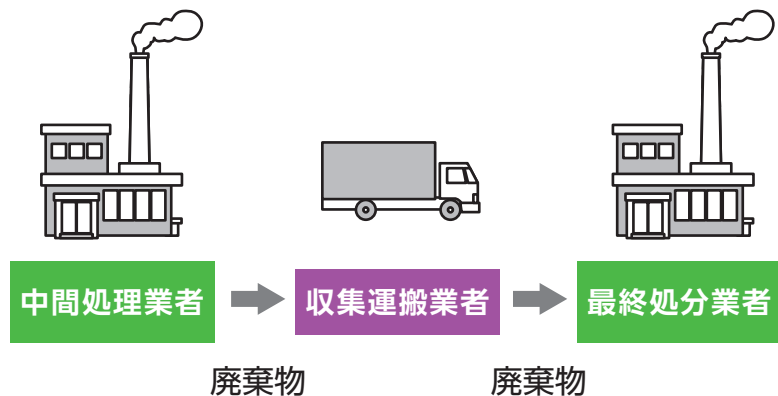 中間処理業者
収集運搬業者
最終処分業者
廃棄物
廃棄物